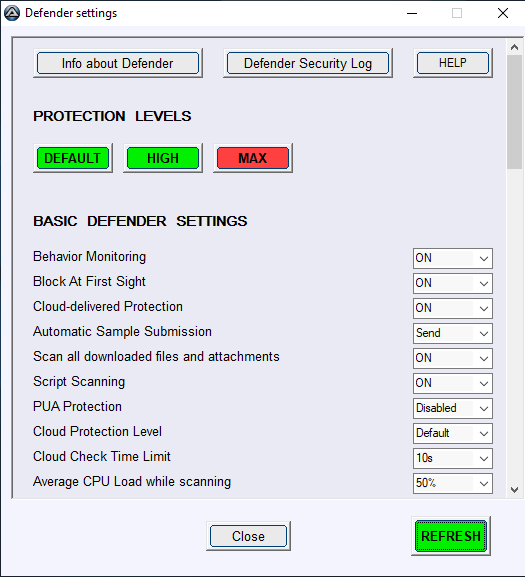 Defender settings
Info about Defender
Defender Security Log
HELP
PROTECTION LEVELS
DEFAULT
HIGH
MAX
BASIC DEFENDER SETTINGS
Behavior Monitoring ON
Block At First Sight ON
Cloud-delivered Protection ON
Automatic Sample Submission Send
Scan all downloaded files and attachments ON
Script Scanning ON
PUA Protection Disabled
Cloud Protection Level Default
Cloud Check Time Limit 10s
Average CPU Load while scanning 50%
Close
REFRESH